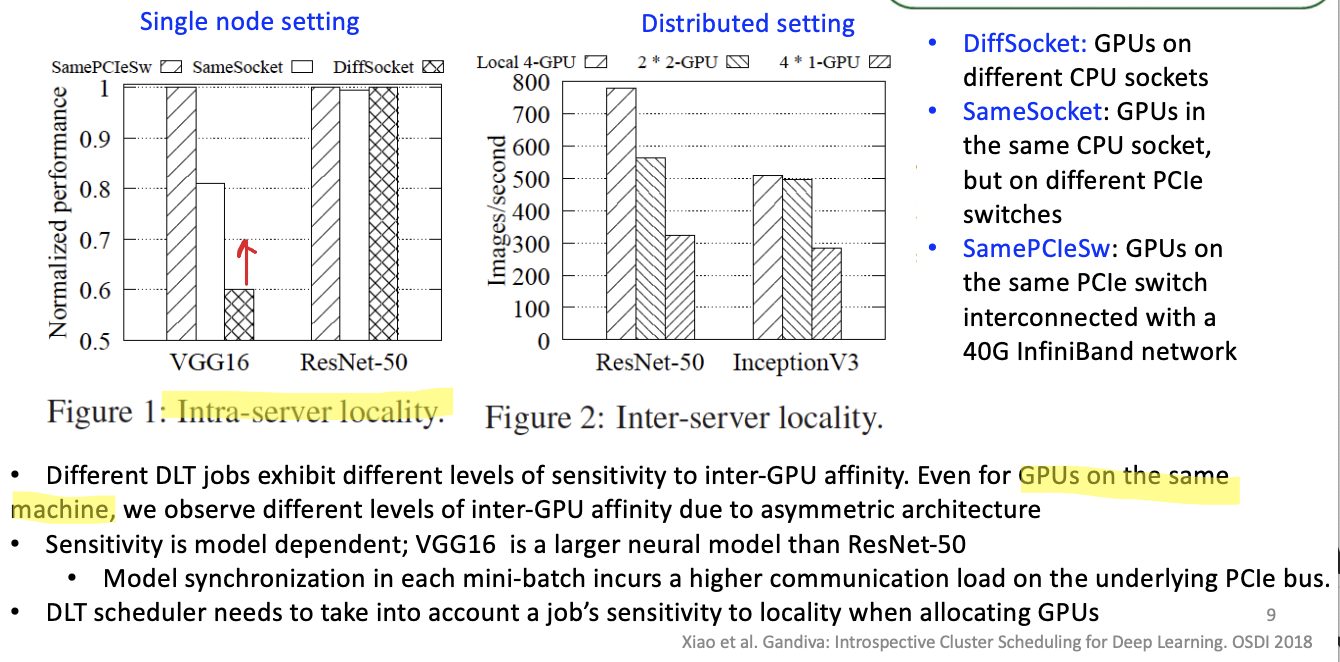 Single node setting
SamePCIeSw SameSocket DiffSocket
Normalized performance
1
0.9
0.8
0.7
0.6
0.5
VGG16 ResNet-50
Figure 1: Intra-server locality.
Distributed setting
Local 4-GPU 2 * 2-GPU 4 * 1-GPU
Images/second
800
700
600
500
400
300
200
100
0
ResNet-50 InceptionV3
Figure 2: Inter-server locality.
• DiffSocket: GPUs on
different CPU sockets
• SameSocket: GPUs in
the same CPU socket,
but on different PCIe
switches
• SamePCIeSw: GPUs on
the same PCIe switch
interconnected with a
40G InfiniBand network
• Different DLT jobs exhibit different levels of sensitivity to inter-GPU affinity. Even for GPUs on the same
machine, we observe different levels of inter-GPU affinity due to asymmetric architecture
• Sensitivity is model dependent; VGG16 is a larger neural model than ResNet-50
• Model synchronization in each mini-batch incurs a higher communication load on the underlying PCIe bus.
• DLT scheduler needs to take into account a job’s sensitivity to locality when allocating GPUs
9
Xiao et al. Gandiva: Introspective Cluster Scheduling for Deep Learning. OSDI 2018